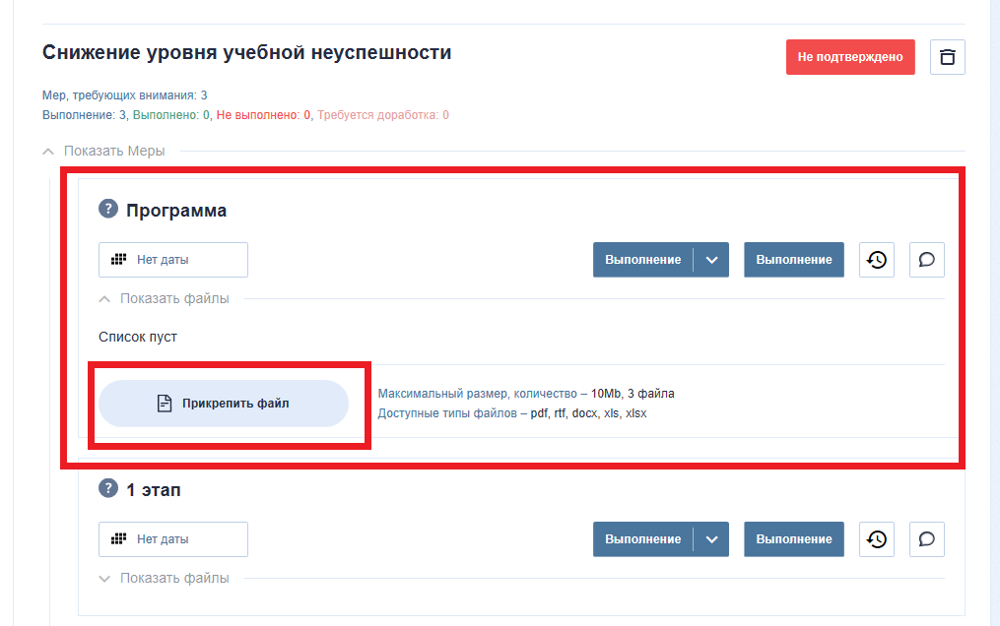 Снижение уровня учебной неуспешности
Не подтверждено
Мер, требующих внимания: 3
Выполнение: 3, Выполнено: 0, Не выполнено: 0, Требуется доработка: 0
Показать Меры
? Программа
Нет даты
Выполнение
Выполнение
Показать файлы
Список пуст
Прикрепить файл
Максимальный размер, количество – 10Mb, 3 файла
Доступные типы файлов – pdf, rtf, docx, xls, xlsx
? 1 этап
Нет даты
Выполнение
Выполнение
Показать файлы